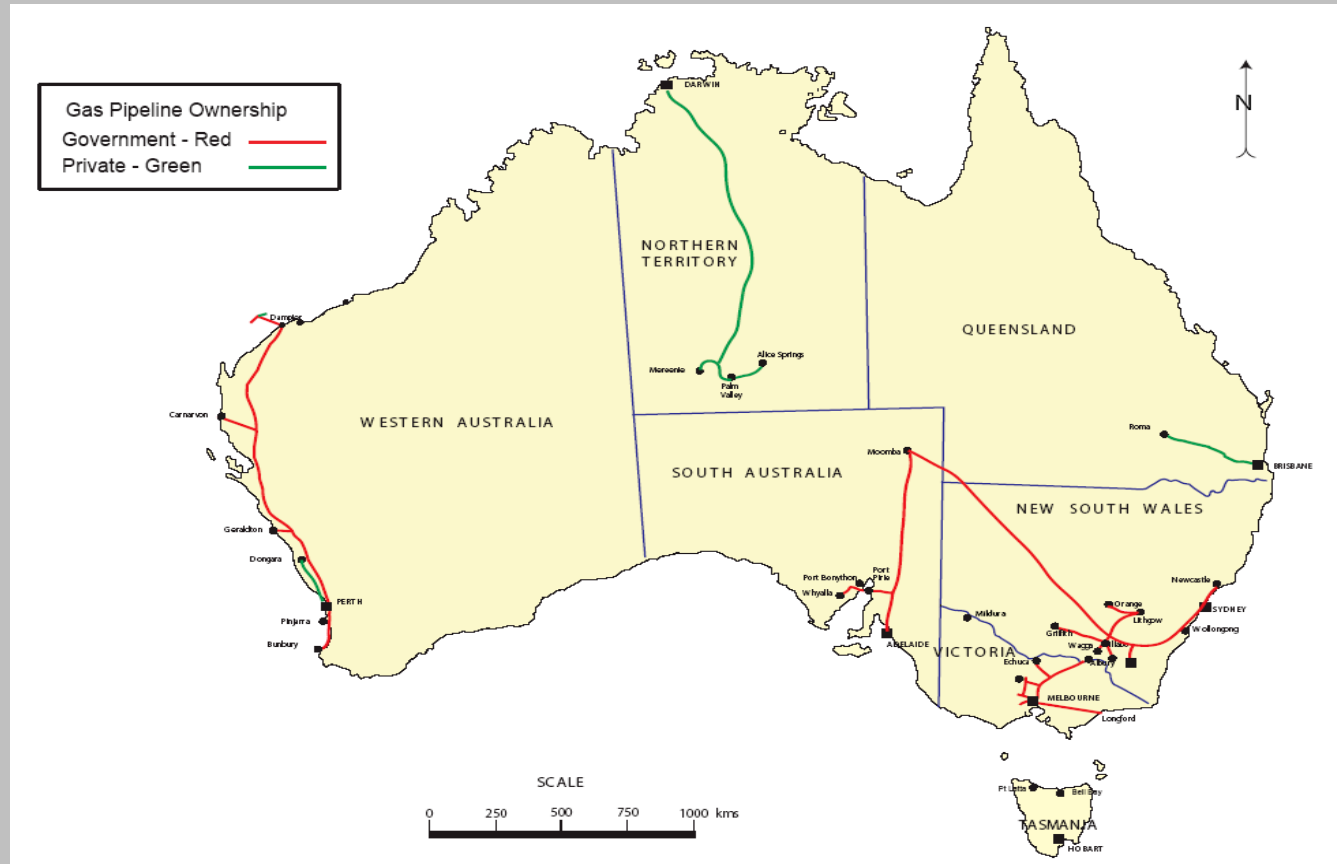 Gas Pipeline Ownership
Government - Red
Private - Green
N
DARWIN
NORTHERN
TERRITORY
QUEENSLAND
Dampier
Mereenie
Alice Springs
Palm
Valley
Carnarvon
WESTERN AUSTRALIA
Roma
BRISBANE
Moomba
SOUTH AUSTRALIA
NEW SOUTH WALES
Geraldton
Dongara
PERTH
Pinjarra
Bunbury
Port Bonython
Port
Pirie
Whyalla
ADELAIDE
Mildura
Newcastle
Orange
SYDNEY
Lithgow
Griffith
Wollongong
Wagga
VICTORIA
Echuca
Albury
MELBOURNE
Longford
SCALE
0 250 500 750 1000 kms
Pt Latta
Bell Bay
TASMANIA
HOBART